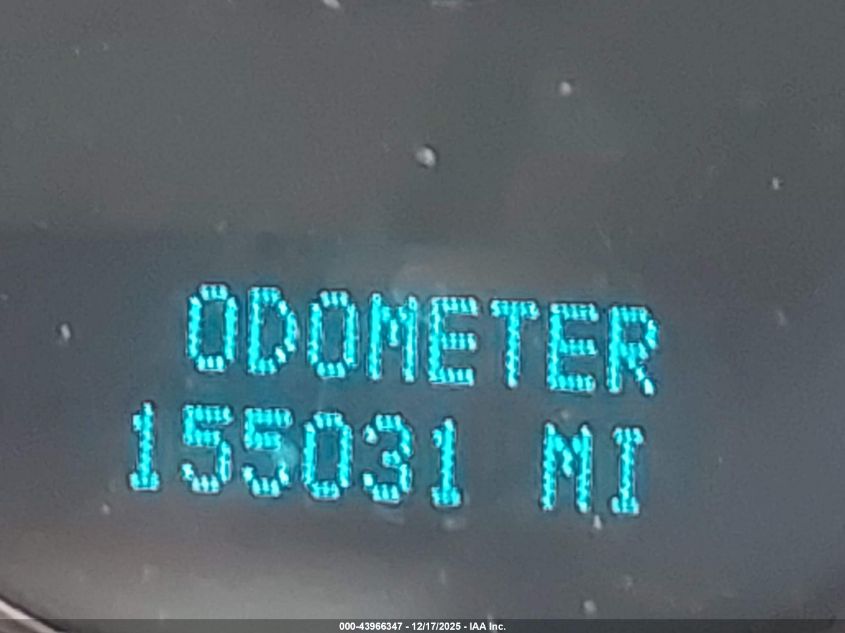 ODOMETER
155031 MI
000-43966347 - 12/17/2025 - IAA Inc.